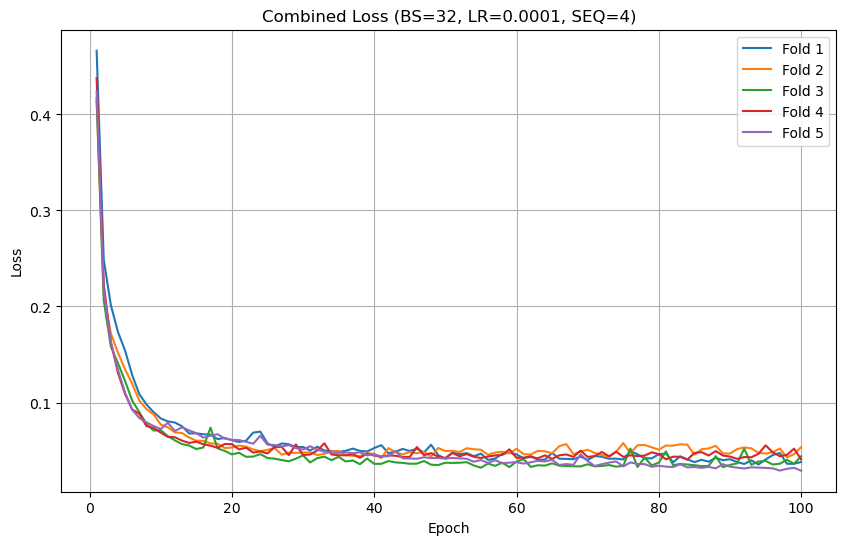 Combined Loss (BS=32, LR=0.0001, SEQ=4)
Fold 1
Fold 2
Fold 3
Fold 4
Fold 5
0.4
0.3
0.2
0.1
Loss
0 20 40 60 80 100
Epoch